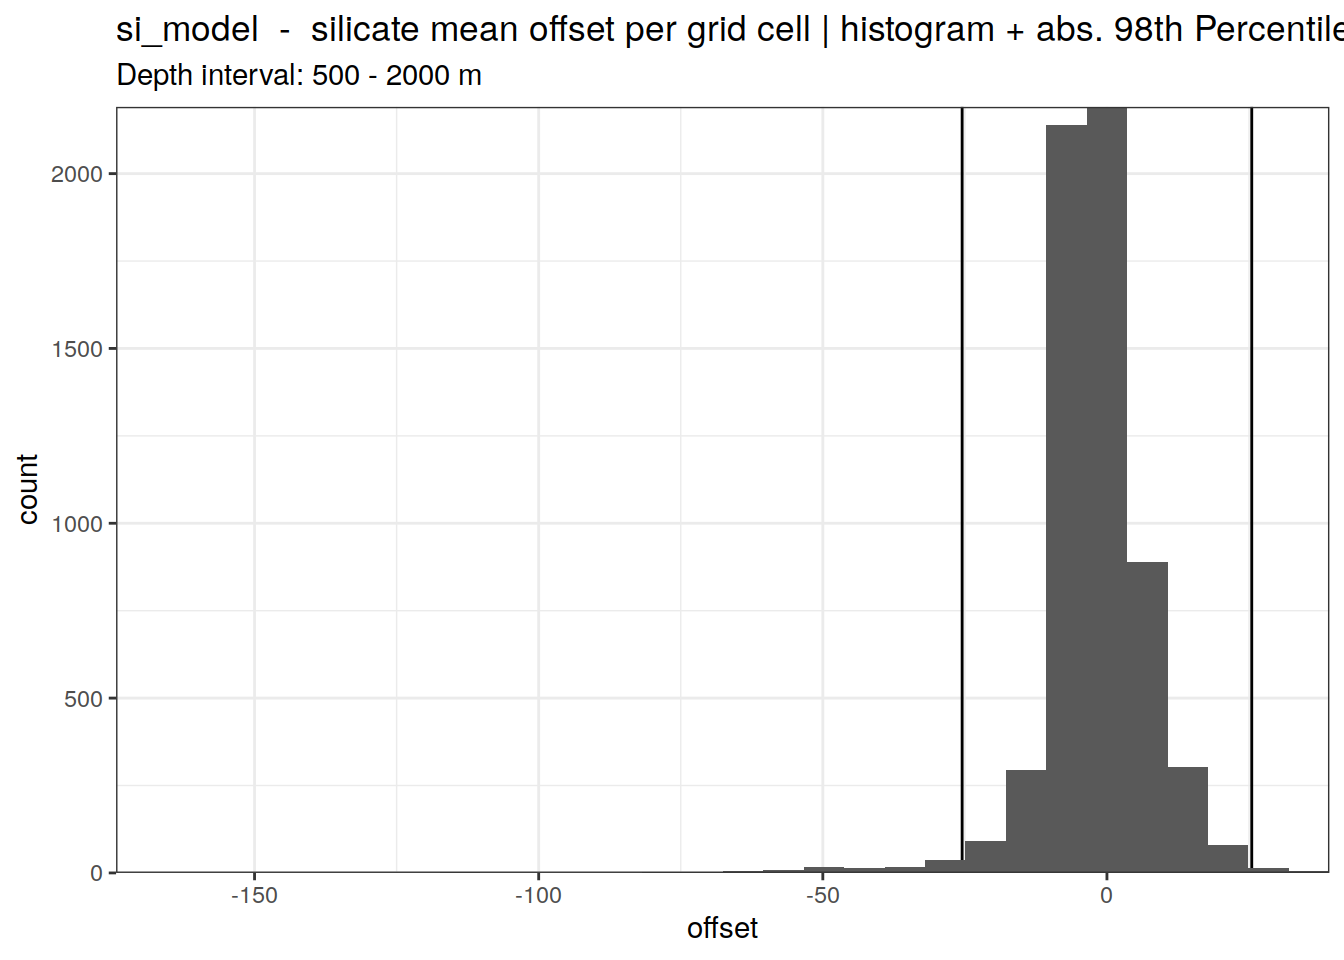 si_model - silicate mean offset per grid cell | histogram + abs. 98th Percentile
Depth interval: 500 - 2000 m
2000
1500
1000
500
0
count
-150 -100 -50 0
offset